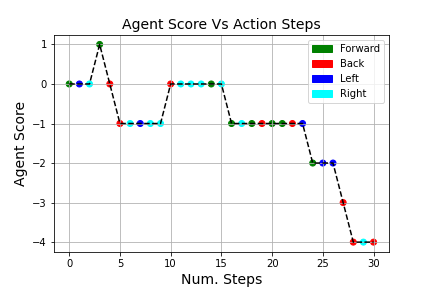 Agent Score Vs Action Steps
1
0
−1
−2
−3
−4
Agent Score
Forward
Back
Left
Right
0 5 10 15 20 25 30
Num. Steps